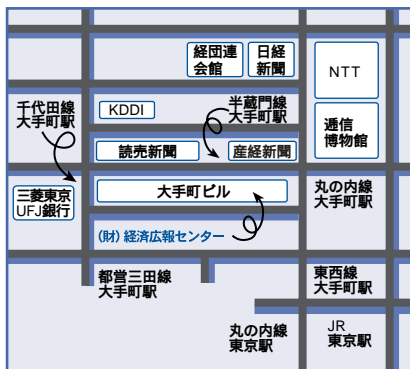 経団連
会館
日経
新聞
NTT
千代田線
大手町駅
KDDI
半蔵門線
大手町駅
逓信
博物館
読売新聞
産経新聞
三菱東京
UFJ銀行
大手町ビル
丸の内線
大手町駅
(財)経済広報センター
都営三田線
大手町駅
東西線
大手町駅
丸の内線
東京駅
JR
東京駅